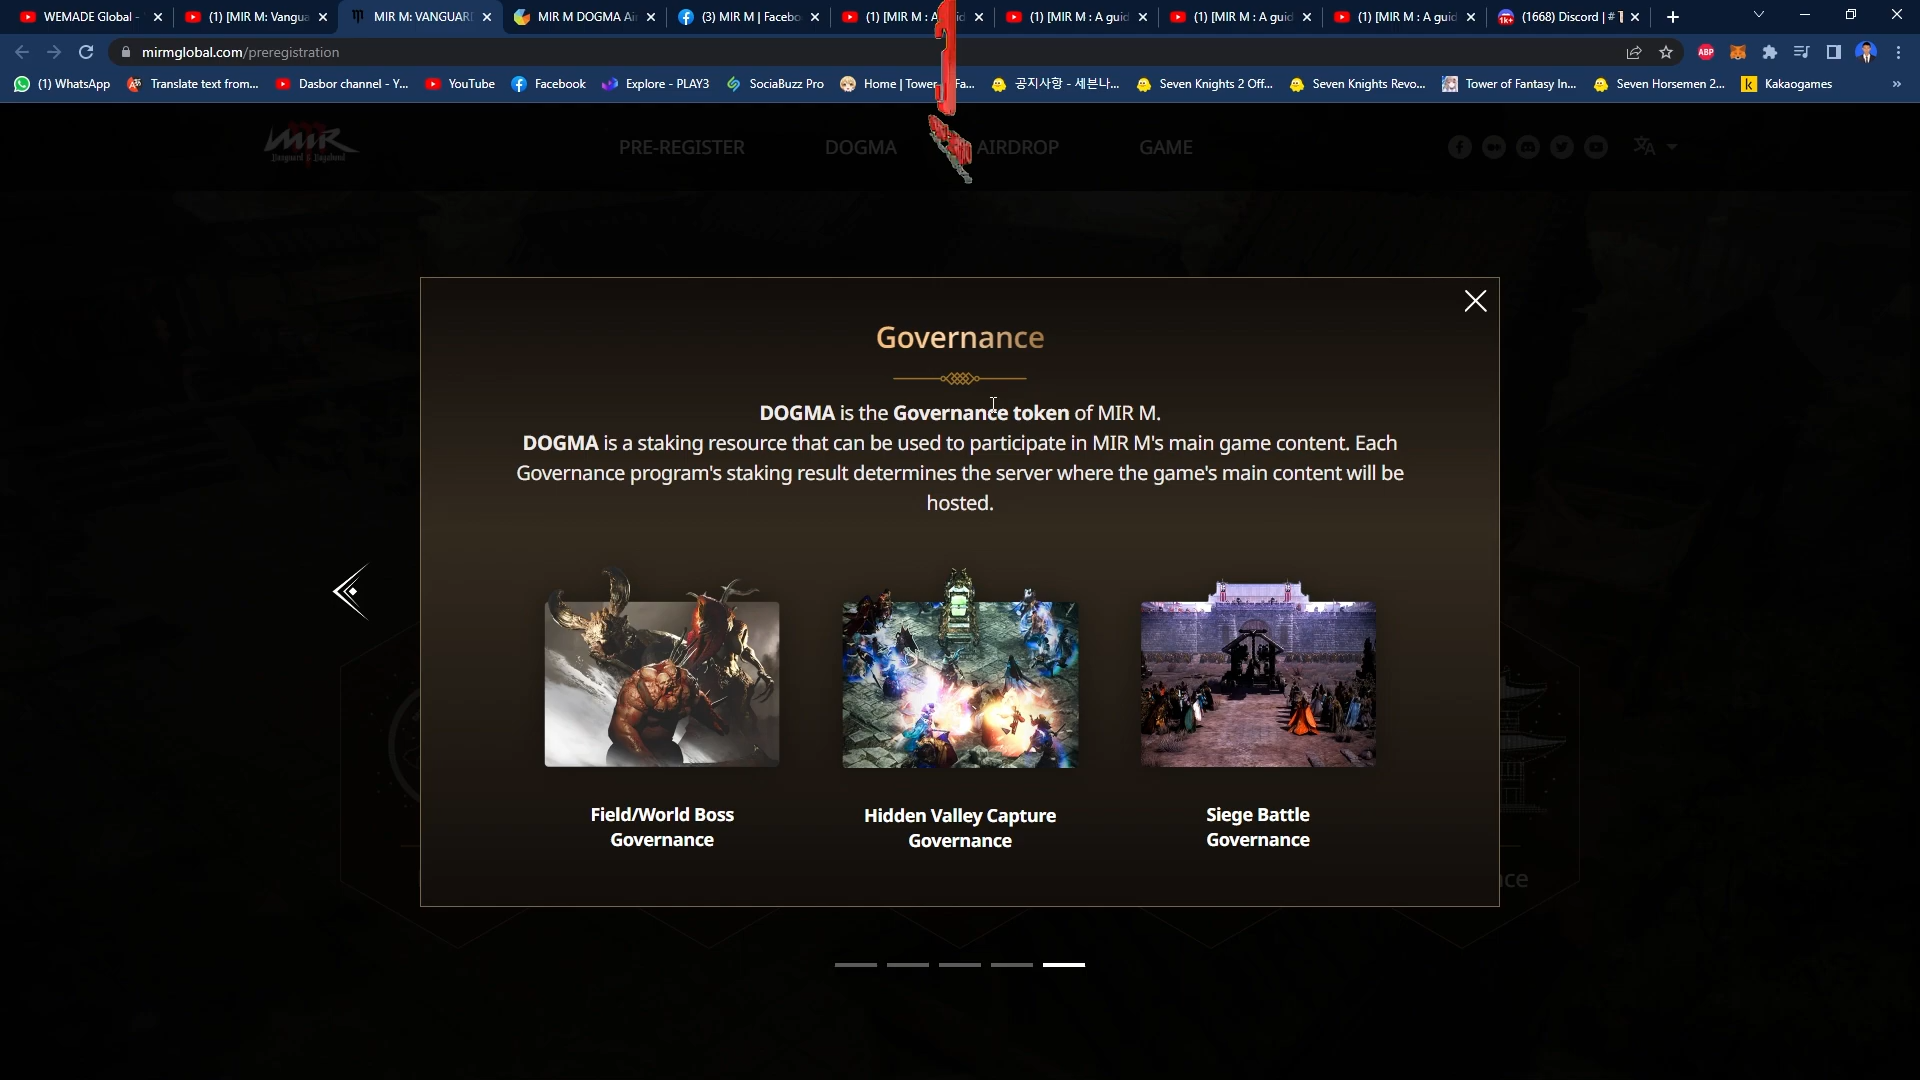 WEMADE Global -
(1) [MIR M: Vangua
MIR M: VANGUARD
MIR M DOGMA Air
(3) MIR M | Facebo
(1) [MIR M : A guid
(1) [MIR M : A guid
(1) [MIR M : A guid
(1) [MIR M : A guid
(1668) Discord | #
mirmglobal.com/preregistration
ABP
(1) WhatsApp
Translate text from...
Dasbor channel - Y...
YouTube
Facebook
Explore - PLAY3
SociaBuzz Pro
Home | Tower Fa...
공지사항 - 세븐나...
Seven Knights 2 Off...
Seven Knights Revo...
Tower of Fantasy In...
Seven Horsemen 2...
Kakaogames
MIR
PRE-REGISTER
DOGMA
AIRDROP
GAME
Governance
DOGMA is the Governance token of MIR M.
DOGMA is a staking resource that can be used to participate in MIR M's main game content. Each
Governance program's staking result determines the server where the game's main content will be
hosted.
Field/World Boss
Governance
Hidden Valley Capture
Governance
Siege Battle
Governance